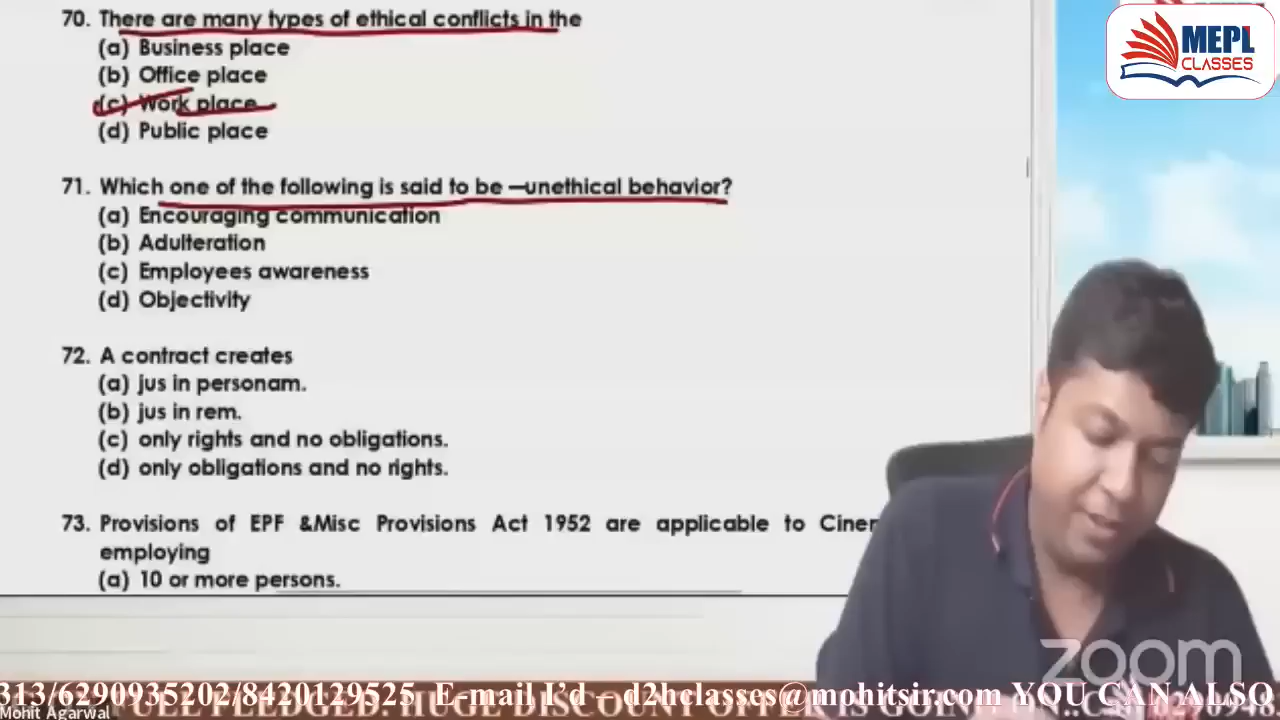 70. There are many types of ethical conflicts in the
(a) Business place
(b) Office place
(c) Work place
(d) Public place
MEPL
CLASSES
71. Which one of the following is said to be –unethical behavior?
(a) Encouraging communication
(b) Adulteration
(c) Employees awareness
(d) Objectivity
72. A contract creates
(a) jus in personam.
(b) jus in rem.
(c) only rights and no obligations.
(d) only obligations and no rights.
73. Provisions of EPF &Misc Provisions Act 1952 are applicable to
employing
(a) 10 or more persons.
zoom
313/6290935202/8420129525 E-mail I'd - d2hclasses@mohitsir.com YOU CAN ALSO
Mohit Agarwal